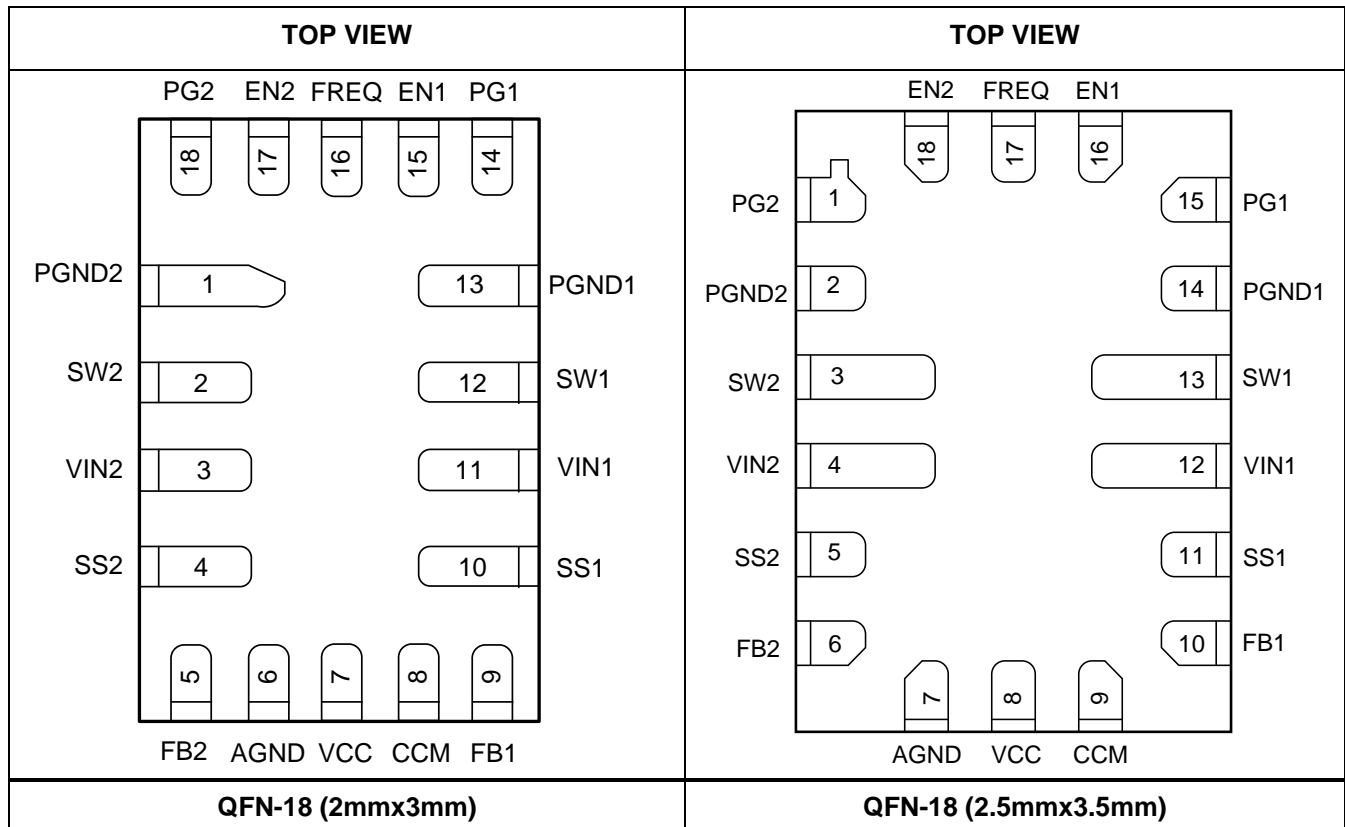 TOP VIEW
PG2 EN2 FREQ EN1 PG1
18 17 16 15 14
PGND2 1 13 PGND1
SW2 2 12 SW1
VIN2 3 11 VIN1
SS2 4 10 SS1
5 6 7 8 9
FB2 AGND VCC CCM FB1
QFN-18 (2mmx3mm)
TOP VIEW
EN2 FREQ EN1
18 17 16
PG2 1 15 PG1
PGND2 2 14 PGND1
SW2 3 13 SW1
VIN2 4 12 VIN1
SS2 5 11 SS1
FB2 6 10 FB1
7 8 9
AGND VCC CCM
QFN-18 (2.5mmx3.5mm)